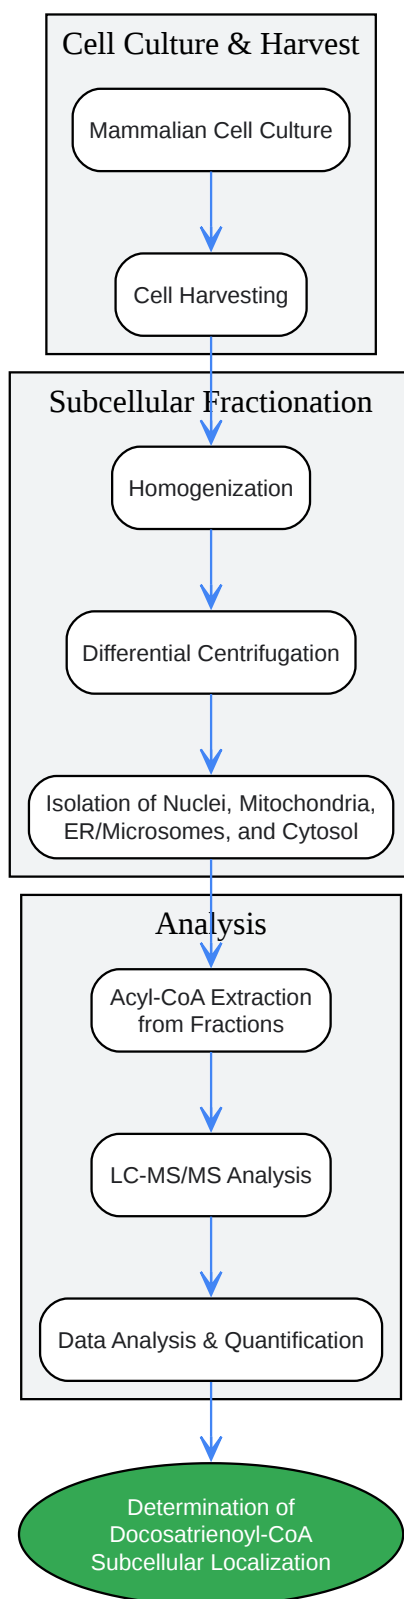 Cell Culture & Harvest
Mammalian Cell Culture
Cell Harvesting
Subcellular Fractionation
Homogenization
Differential Centrifugation
Isolation of Nuclei, Mitochondria,
ER/Microsomes, and Cytosol
Analysis
Acyl-CoA Extraction
from Fractions
LC-MS/MS Analysis
Data Analysis & Quantification
Determination of
Docosatrienoyl-CoA
Subcellular Localization